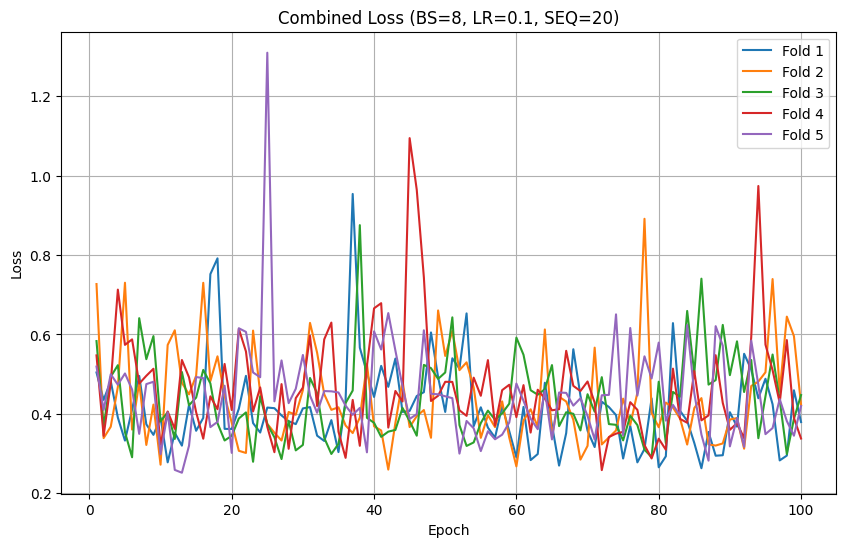 Combined Loss (BS=8, LR=0.1, SEQ=20)
Fold 1
Fold 2
Fold 3
Fold 4
Fold 5
Loss
1.2
1.0
0.8
0.6
0.4
0.2
0
20
40
60
80
100
Epoch